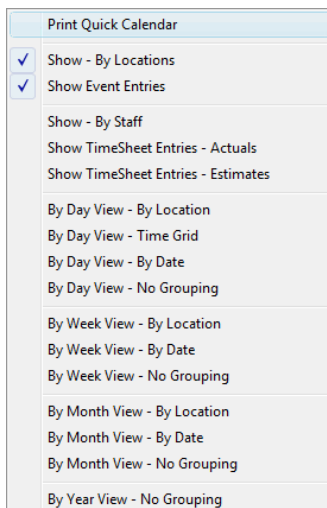 Print Quick Calendar
Show - By Locations
Show Event Entries
Show - By Staff
Show TimeSheet Entries - Actuals
Show TimeSheet Entries - Estimates
By Day View - By Location
By Day View - Time Grid
By Day View - By Date
By Day View - No Grouping
By Week View - By Location
By Week View - By Date
By Week View - No Grouping
By Month View - By Location
By Month View - By Date
By Month View - No Grouping
By Year View - No Grouping